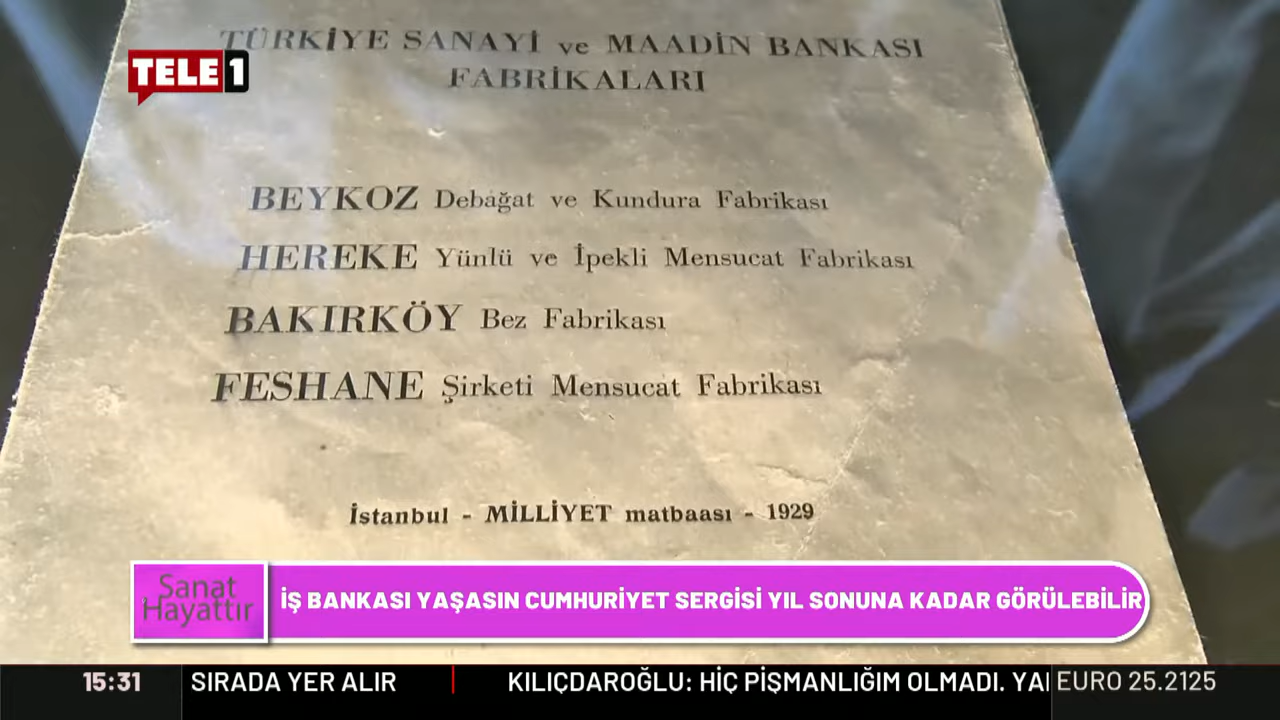 TÜRKİYE SANAYİ ve MAADİN BANKASI
FABRIKALARI
TELE1
BEYKOZ Debağat ve Kundura Fabrikası
HEREKE Yünlü ve İpekli Mensucat Fabrikası
BAKIRKÖY Bez Fabrikası
FESHANE Şirketi Mensucat Fabrikası
İstanbul - MİLLİYET matbaası - 1929
Sanat
Hayattır
İŞ BANKASI YAŞASIN CUMHURİYET SERGİSİ YIL SONUNA KADAR GÖRÜLEBİLİR
15:31 SIRADA YER ALIR KILIÇDAROĞLU: HİÇ PİŞMANLIĞIM OLMADI. EURO 25.2125